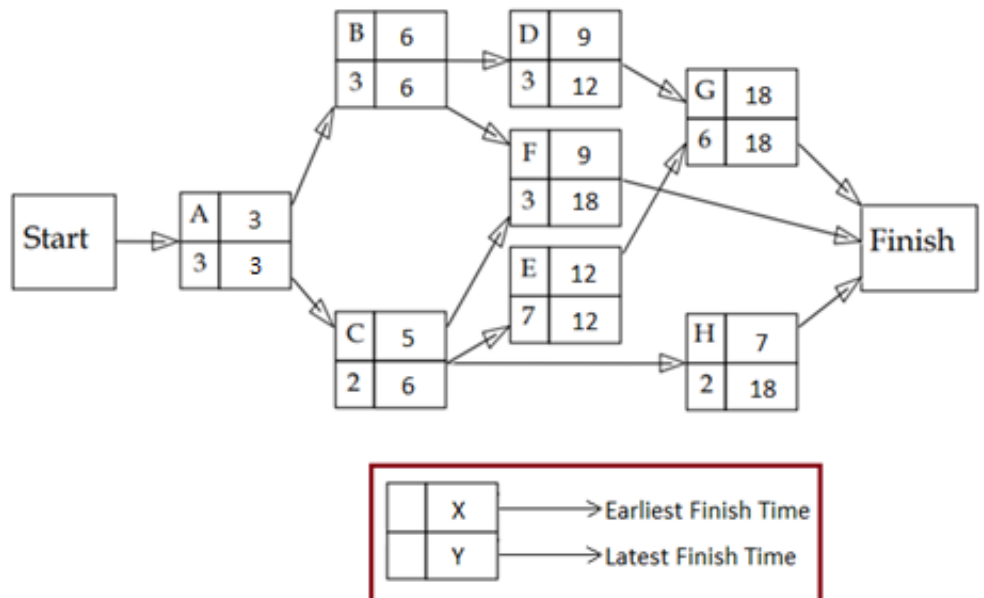 B 6
3 6
D 9
3 12
G 18
6 18
F 9
3 18
Start
A 3
3 3
Finish
E 12
7 12
C 5
2 6
H 7
2 18
X Earliest Finish Time
Y Latest Finish Time